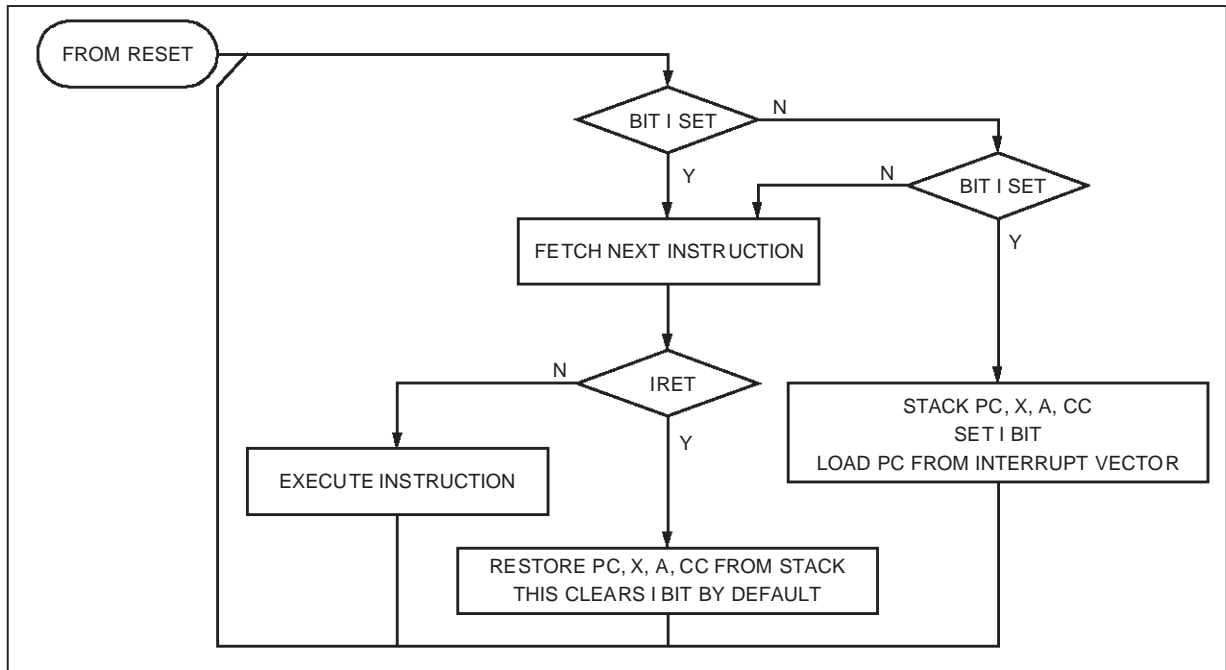 FROM RESET
BIT I SET
N
Y
N
BIT I SET
Y
FETCH NEXT INSTRUCTION
N
IRET
Y
STACK PC, X, A, CC
SET I BIT
LOAD PC FROM INTERRUPT VECTOR
EXECUTE INSTRUCTION
RESTORE PC, X, A, CC FROM STACK
THIS CLEARS I BIT BY DEFAULT